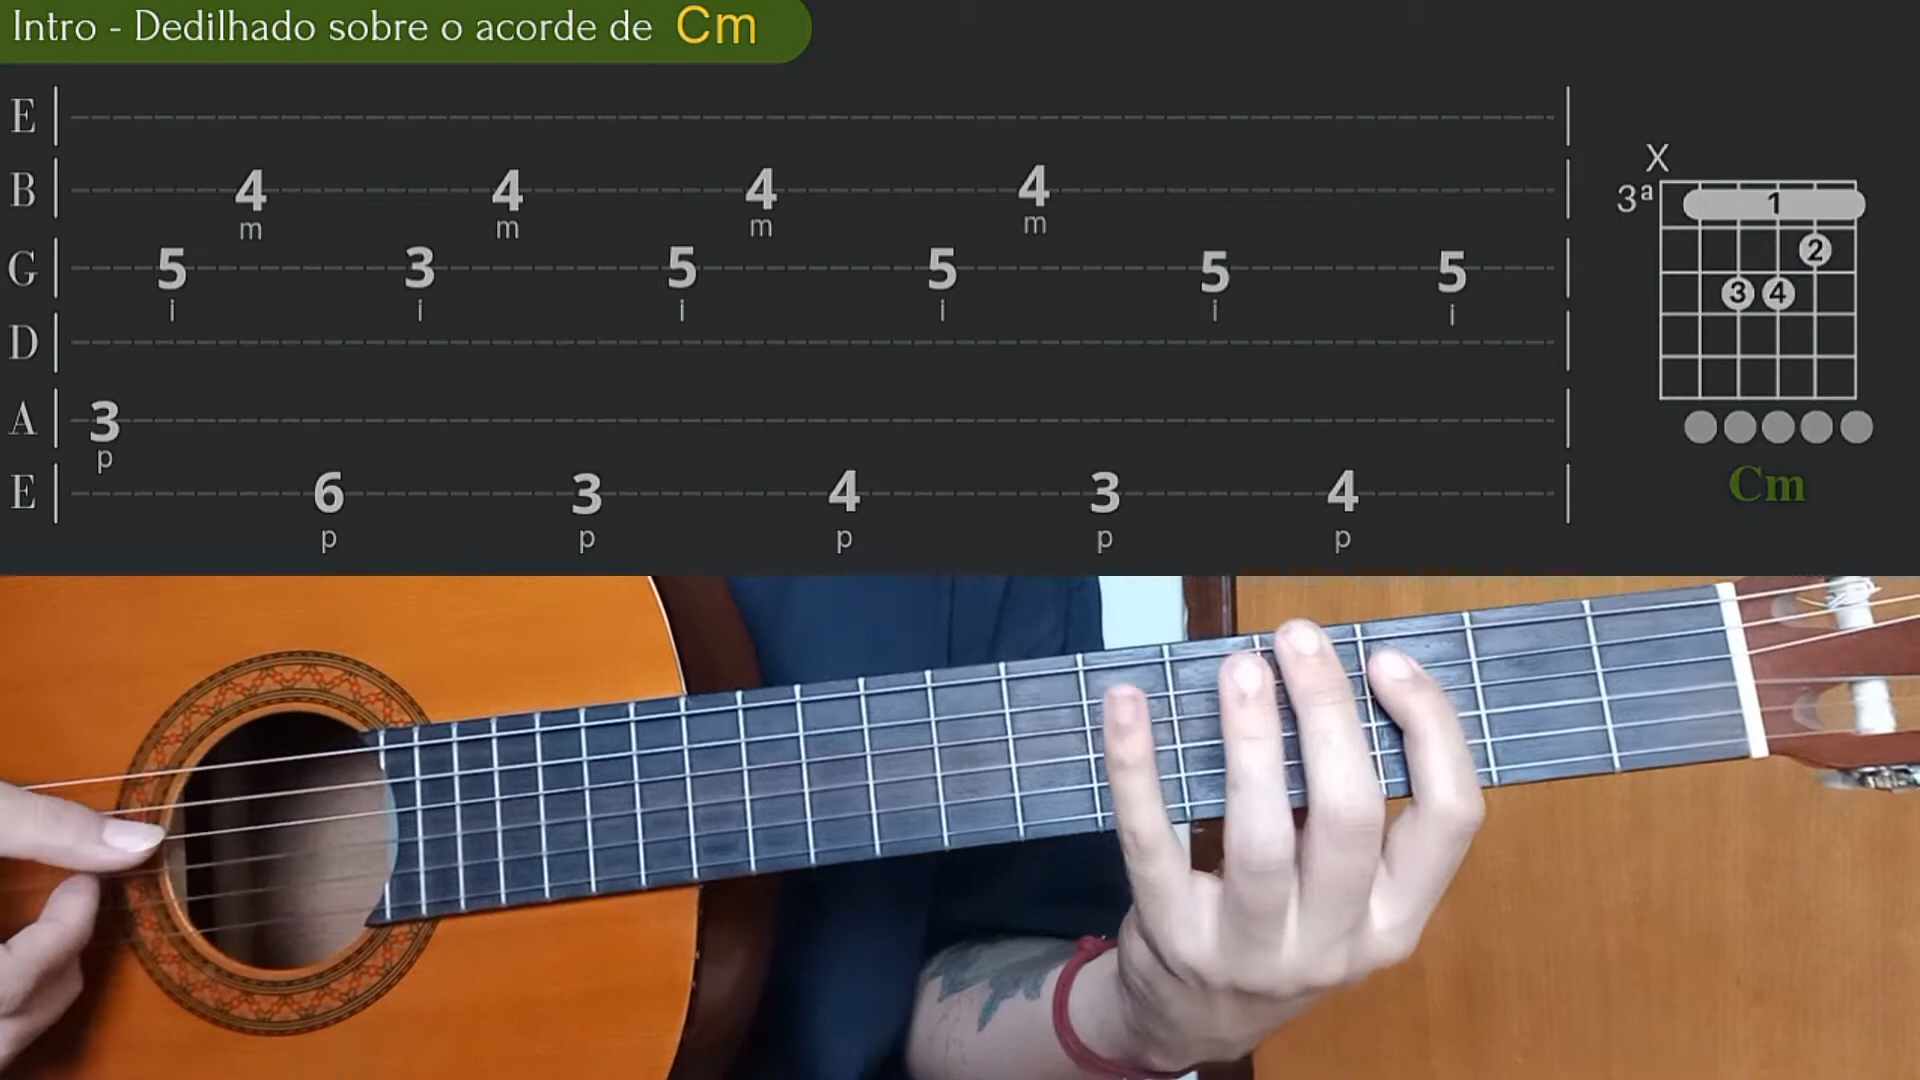 Intro - Dedilhado sobre o acorde de Cm
E
B 4 4 4 4
m m m m
G 5 3 5 5 5 5
i i i i i i
D
A 3
p
E 6 3 4 3 4
p p p p p
X
3ª 1
2
3 4
Cm